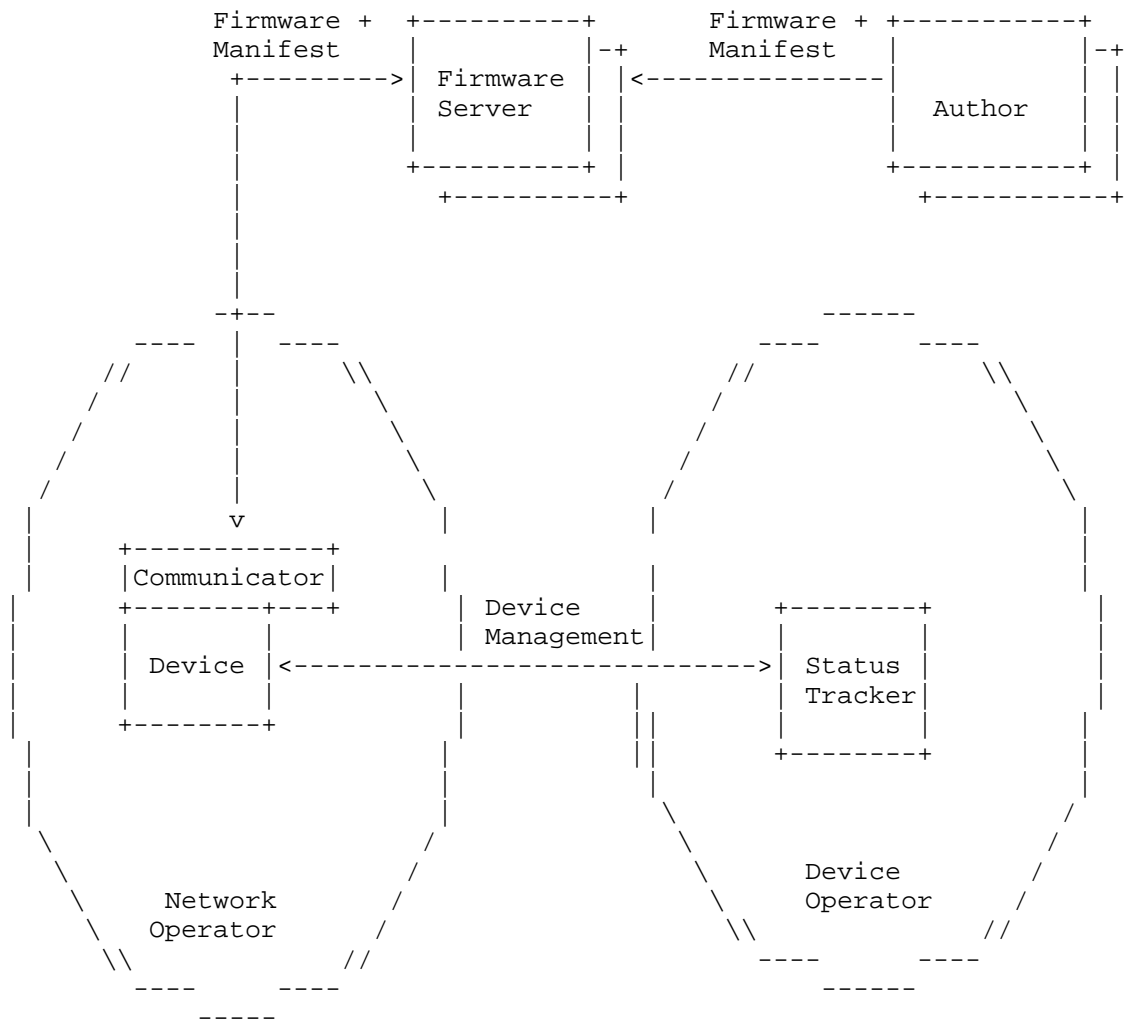 Firmware +
Manifest
Firmware +
Manifest
Firmware
Server
Author
Communicator
Device
Device
Management
Status
Tracker
Network
Operator
Device
Operator